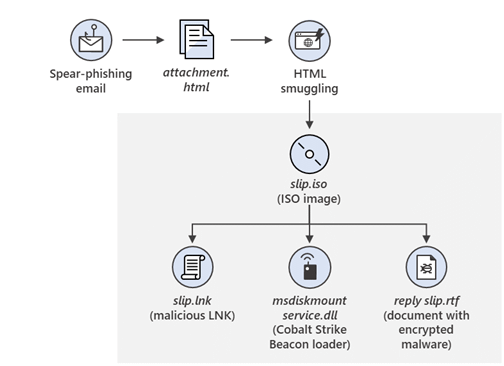 Spear-phishing
email
attachment.
html
HTML
smuggling
slip.iso
(ISO image)
slip.lnk
(malicious LNK)
msdiskmount
service.dll
(Cobalt Strike
Beacon loader)
reply slip.rtf
(document with
encrypted
malware)